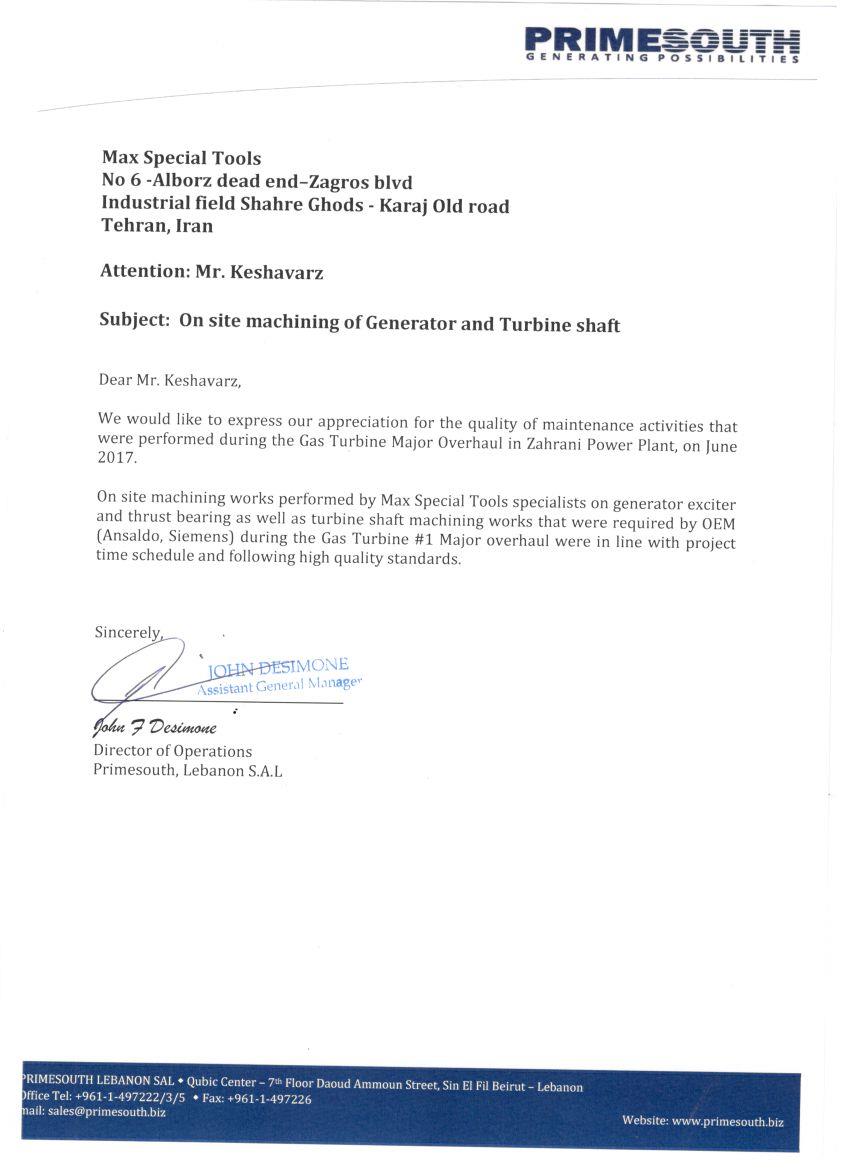 PRIMESOUTH
GENERATING POSSIBILITIES
Max Special Tools
No 6 -Alborz dead end–Zagros blvd
Industrial field Shahre Ghods - Karaj Old road
Tehran, Iran
Attention: Mr. Keshavarz
Subject: On site machining of Generator and Turbine shaft
Dear Mr. Keshavarz,
We would like to express our appreciation for the quality of maintenance activities that
were performed during the Gas Turbine Major Overhaul in Zahrani Power Plant, on June
2017.
On site machining works performed by Max Special Tools specialists on generator exciter
and thrust bearing as well as turbine shaft machining works that were required by OEM
(Ansaldo, Siemens) during the Gas Turbine #1 Major overhaul were in line with project
time schedule and following high quality standards.
Sincerely,
JOHN DESIMONE
Assistant General Manager
John F Desimone
Director of Operations
Primesouth, Lebanon S.A.L
PRIMESOUTH LEBANON SAL ♦ Qubic Center – 7th Floor Daoud Ammoun Street, Sin El Fil Beirut – Lebanon
Office Tel: +961-1-497222/3/5 ♦ Fax: +961-1-497226
mail: sales@primesouth.biz
Website: www.primesouth.biz